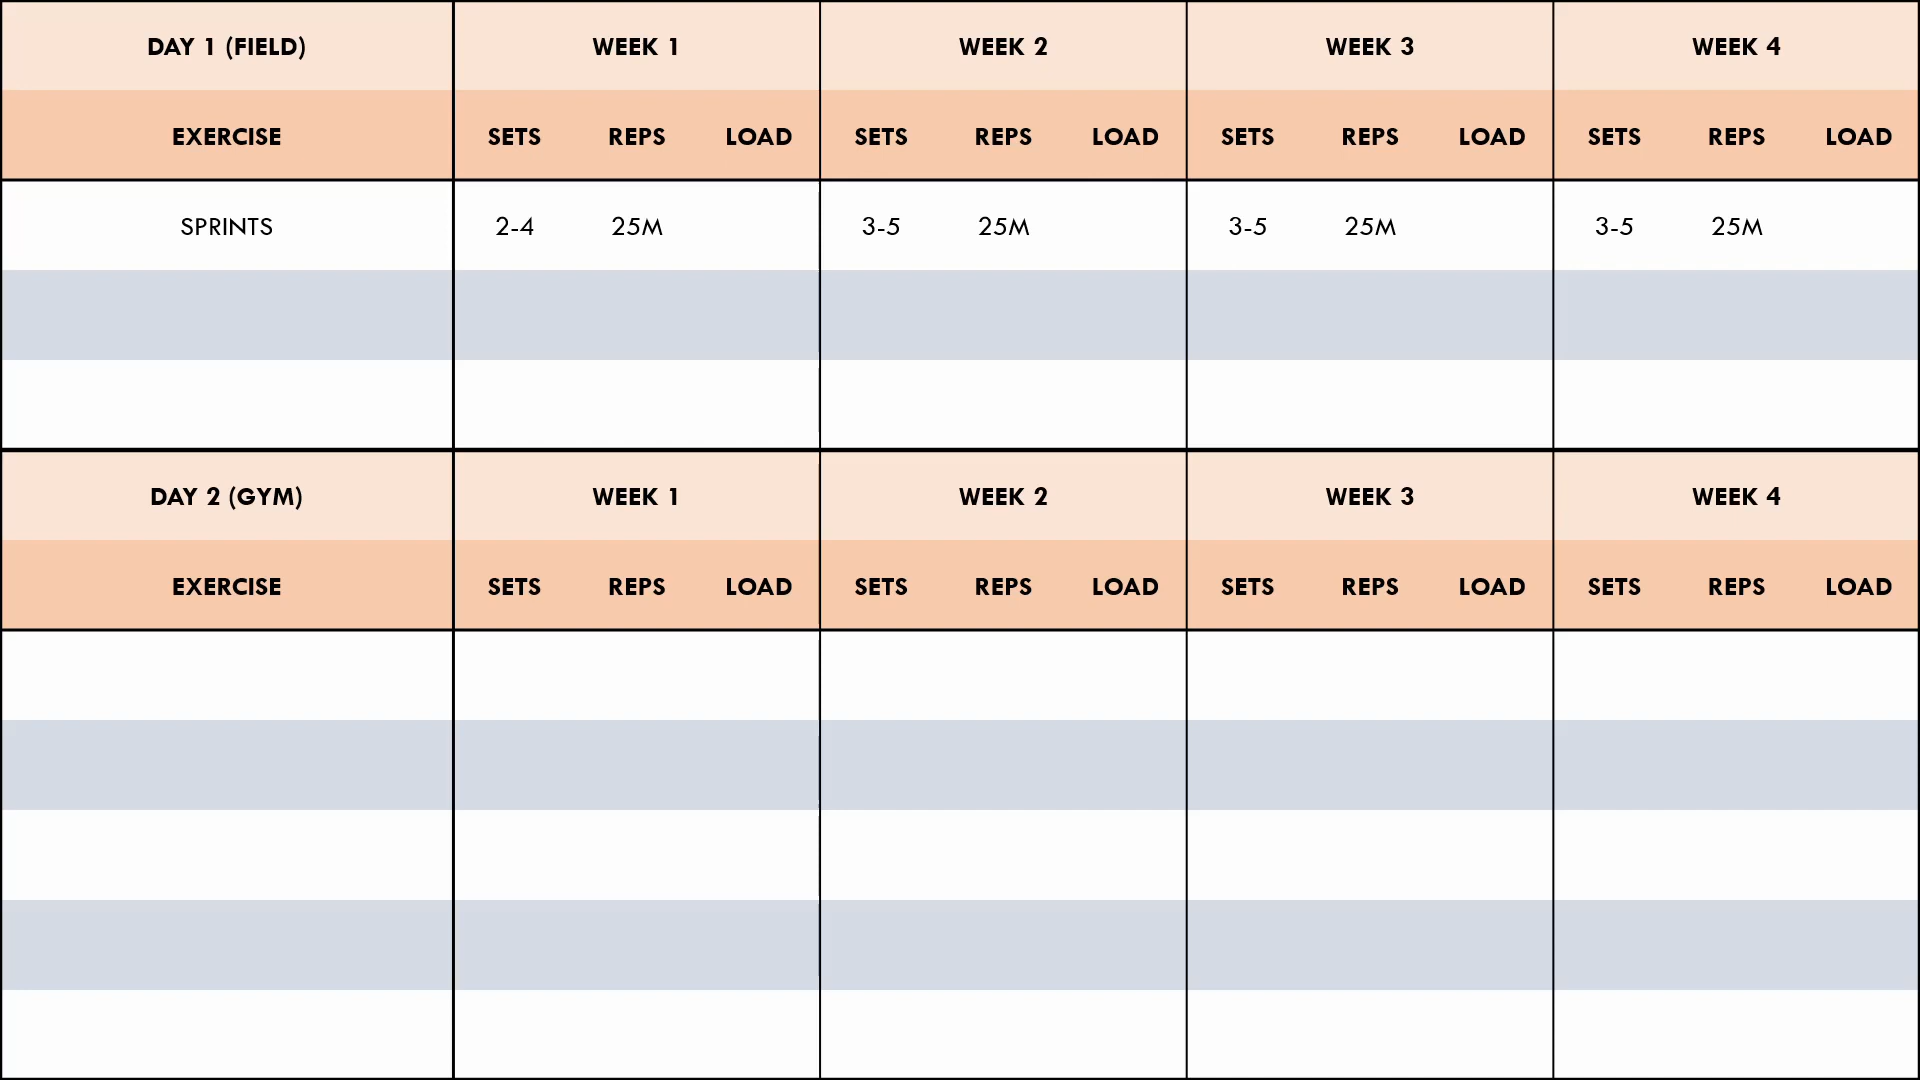 DAY 1 (FIELD) WEEK 1 WEEK 2 WEEK 3 WEEK 4
EXERCISE SETS REPS LOAD SETS REPS LOAD SETS REPS LOAD SETS REPS LOAD
SPRINTS 2-4 25M 3-5 25M 3-5 25M 3-5 25M
DAY 2 (GYM) WEEK 1 WEEK 2 WEEK 3 WEEK 4
EXERCISE SETS REPS LOAD SETS REPS LOAD SETS REPS LOAD SETS REPS LOAD